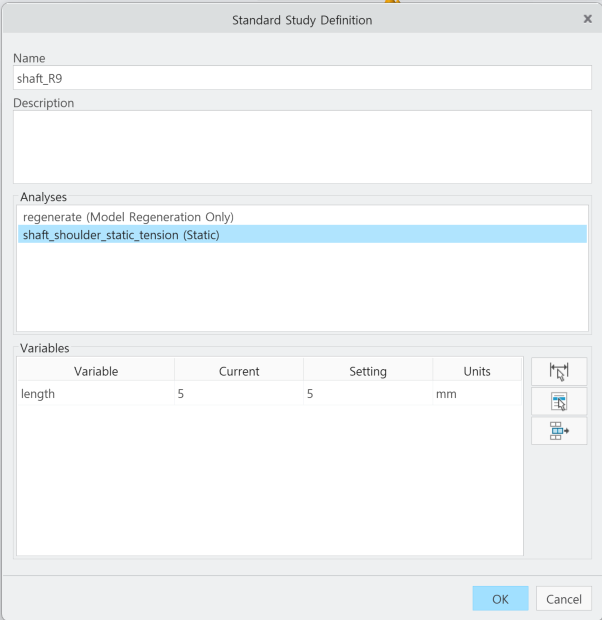 Standard Study Definition
x
Name
shaft_R9
Description
Analyses
regenerate (Model Regeneration Only)
shaft_shoulder_static_tension (Static)
Variables
Variable Current Setting Units
length 5 5 mm
OK Cancel